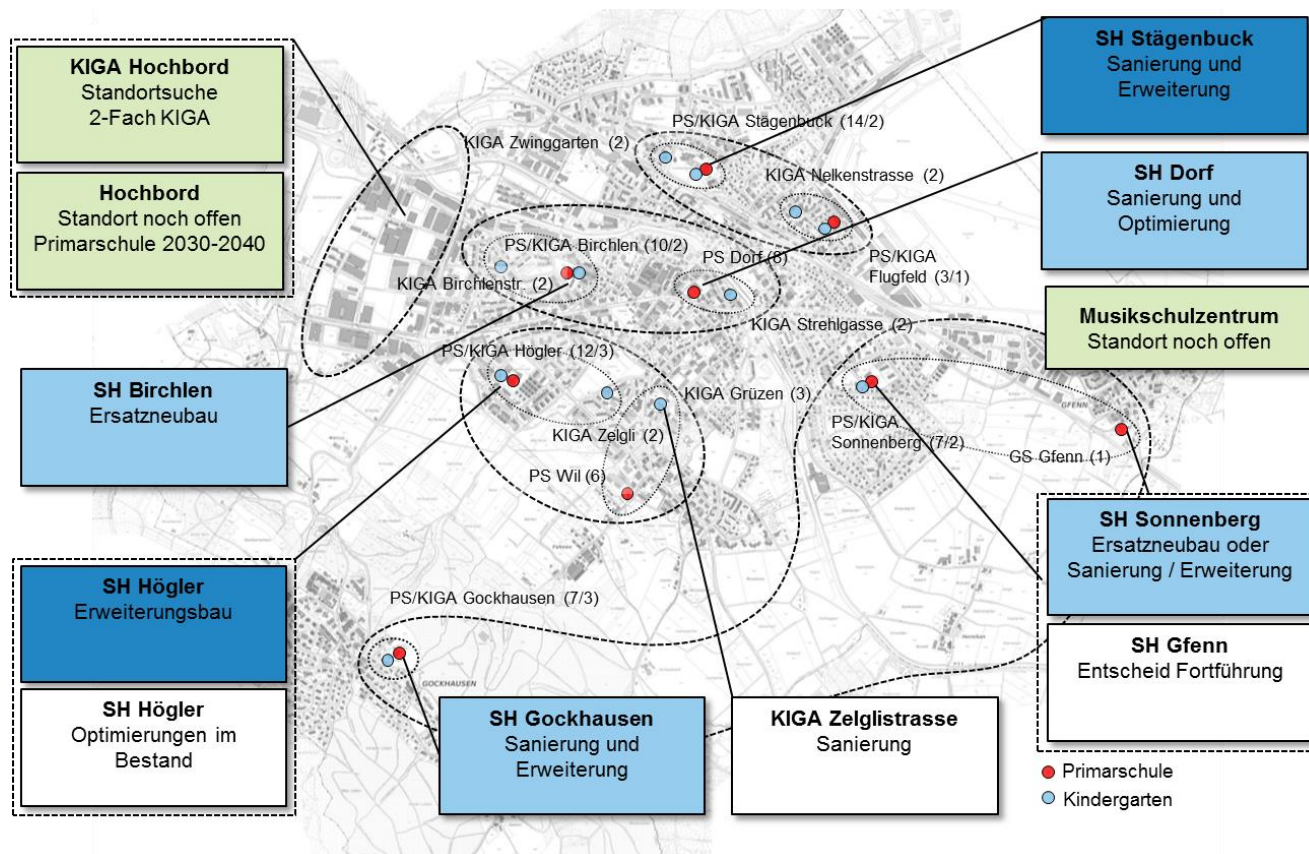 KIGA Hochbord
Standortsuche
2-Fach KIGA
Hochbord
Standort noch offen
Primarschule 2030-2040
SH Stägenbuck
Sanierung und
Erweiterung
SH Dorf
Sanierung und
Optimierung
Musikschulzentrum
Standort noch offen
PS/KIGA Stägenbuck (14/2)
KIGA Zwinggarten (2)
KIGA Nelkenstrasse (2)
PS/KIGA Birchlen (10/2)
PS Dorf (8)
PS/KIGA
Flugfeld (3/1)
KIGA Birchlenstr. (2)
KIGA Strehlgasse (2)
PS/KIGA Högler (12/3)
KIGA Grüzen (3)
KIGA Zelgli (2)
PS/KIGA
Sonnenberg (7/2)
GFENN
GS Gfenn (1)
PS Wil (6)
SH Birchlen
Ersatzneubau
SH Högler
Erweiterungsbau
SH Högler
Optimierungen im
Bestand
PS/KIGA Gockhausen (7/3)
GOCKHAUSEN
SH Gockhausen
Sanierung und
Erweiterung
KIGA Zelglistrasse
Sanierung
SH Sonnenberg
Ersatzneubau oder
Sanierung / Erweiterung
SH Gfenn
Entscheid Fortführung
Primarschule
Kindergarten